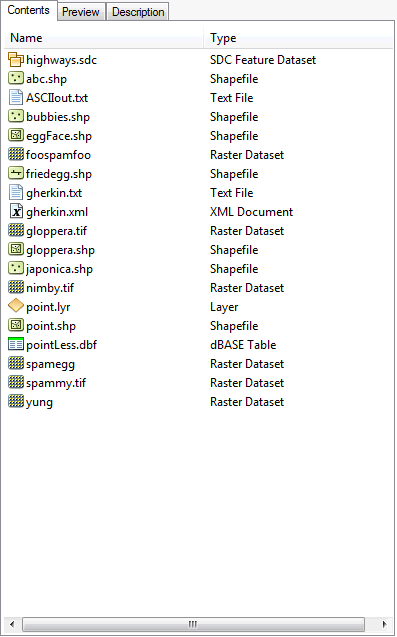 Contents Preview Description
Name Type
highways.sdc SDC Feature Dataset
abc.shp Shapefile
ASCIIout.txt Text File
bubbies.shp Shapefile
eggFace.shp Shapefile
foospamfoo Raster Dataset
friedegg.shp Shapefile
gherkin.txt Text File
gherkin.xml XML Document
gloppera.tif Raster Dataset
gloppera.shp Shapefile
japonica.shp Shapefile
nimby.tif Raster Dataset
point.lyr Layer
point.shp Shapefile
pointLess.dbf dBASE Table
spamegg Raster Dataset
spammy.tif Raster Dataset
yung Raster Dataset